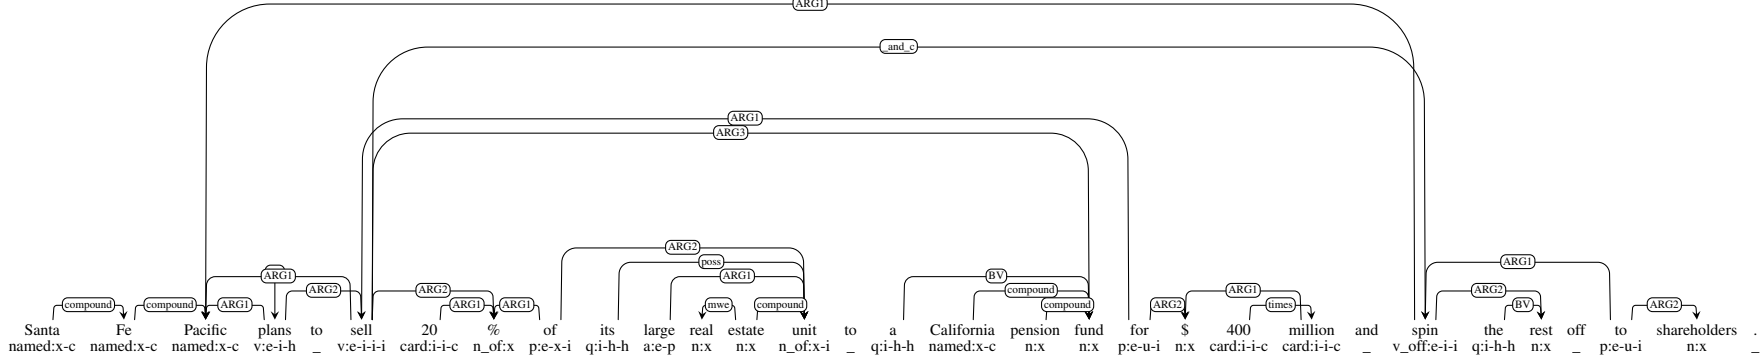 ARG1
_and_c
ARG1
ARG3
ARG2
poss
ARG1
ARG1 ARG1 BV
ARG2 ARG2 compound ARG1 ARG2
compound compound ARG1 ARG1 ARG1 mwe compound compound ARG2 times BV ARG2
Santa Fe Pacific plans to sell 20 % of its large real estate unit to a California pension fund for $ 400 million and spin the rest off to shareholders .
named:x-c named:x-c named:x-c v:e-i-h _ v:e-i-i-i card:i-i-c n_of:x p:e-x-i q:i-h-h a:e-p n:x n:x n_of:x-i _ q:i-h-h named:x-c n:x n:x p:e-u-i n:x card:i-i-c card:i-i-c _ v_off:e-i-i q:i-h-h n:x _ p:e-u-i n:x _